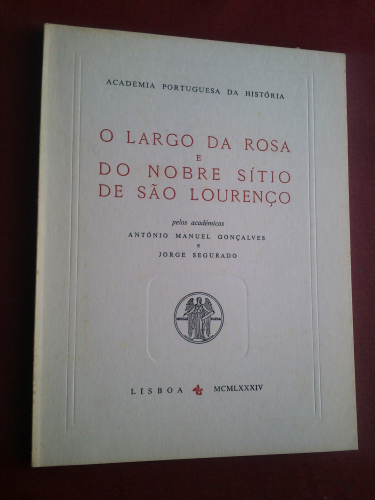 ACADEMIA PORTUGUESA DA HISTÓRIA
O LARGO DA ROSA
E
DO NOBRE SÍTIO
DE SÃO LOURENÇO
pelos académicos
ANTÓNIO MANUEL GONÇALVES
E
JORGE SEGURADO
LISBOA MCMLXXXIV